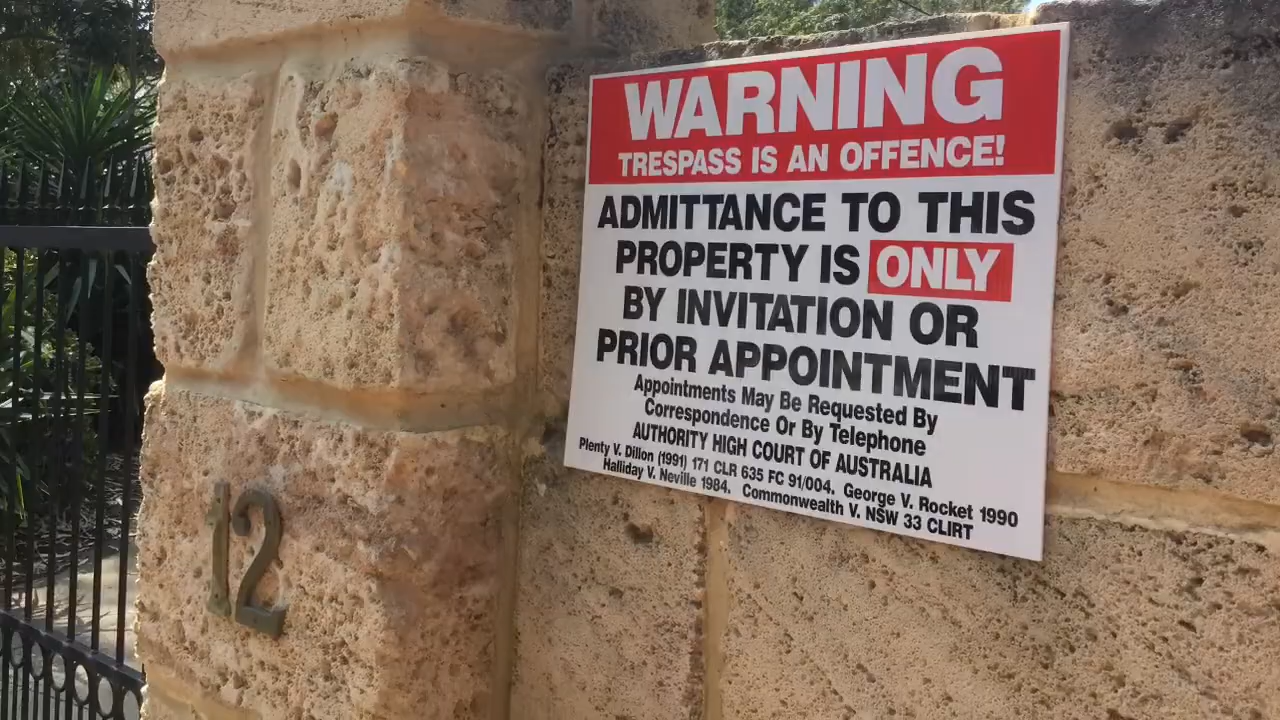 WARNING
TRESPASS IS AN OFFENCE!
ADMITTANCE TO THIS
PROPERTY IS ONLY
BY INVITATION OR
PRIOR APPOINTMENT
Appointments May Be Requested By
Correspondence Or By Telephone
AUTHORITY HIGH COURT OF AUSTRALIA
Plenty V. Dillon (1991) 171 CLR 635 FC 91/004. George V. Rocket 1990
Halliday V. Neville 1984. Commonwealth V. NSW 33 CLIRT
12